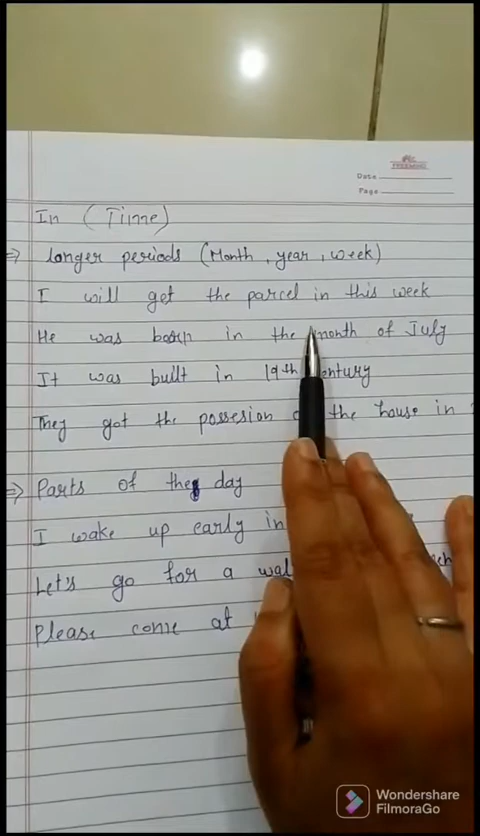 Date
Page
In (Time)
⇒ longer periods (Month, year, week)
I will get the parcel in this week
He was born in the month of July
It was built in 19th century
They got the possesion the house in
⇒ Parts of the day
I wake up early in
Let's go for a
Please come at
Wondershare
FilmoraGo